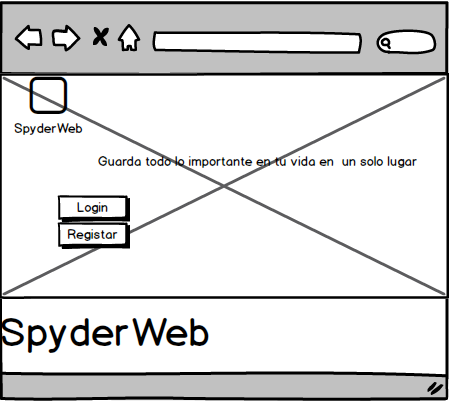 SpyderWeb
Guarda todo lo importante en tu vida en un solo lugar
Login
Registar
SpyderWeb